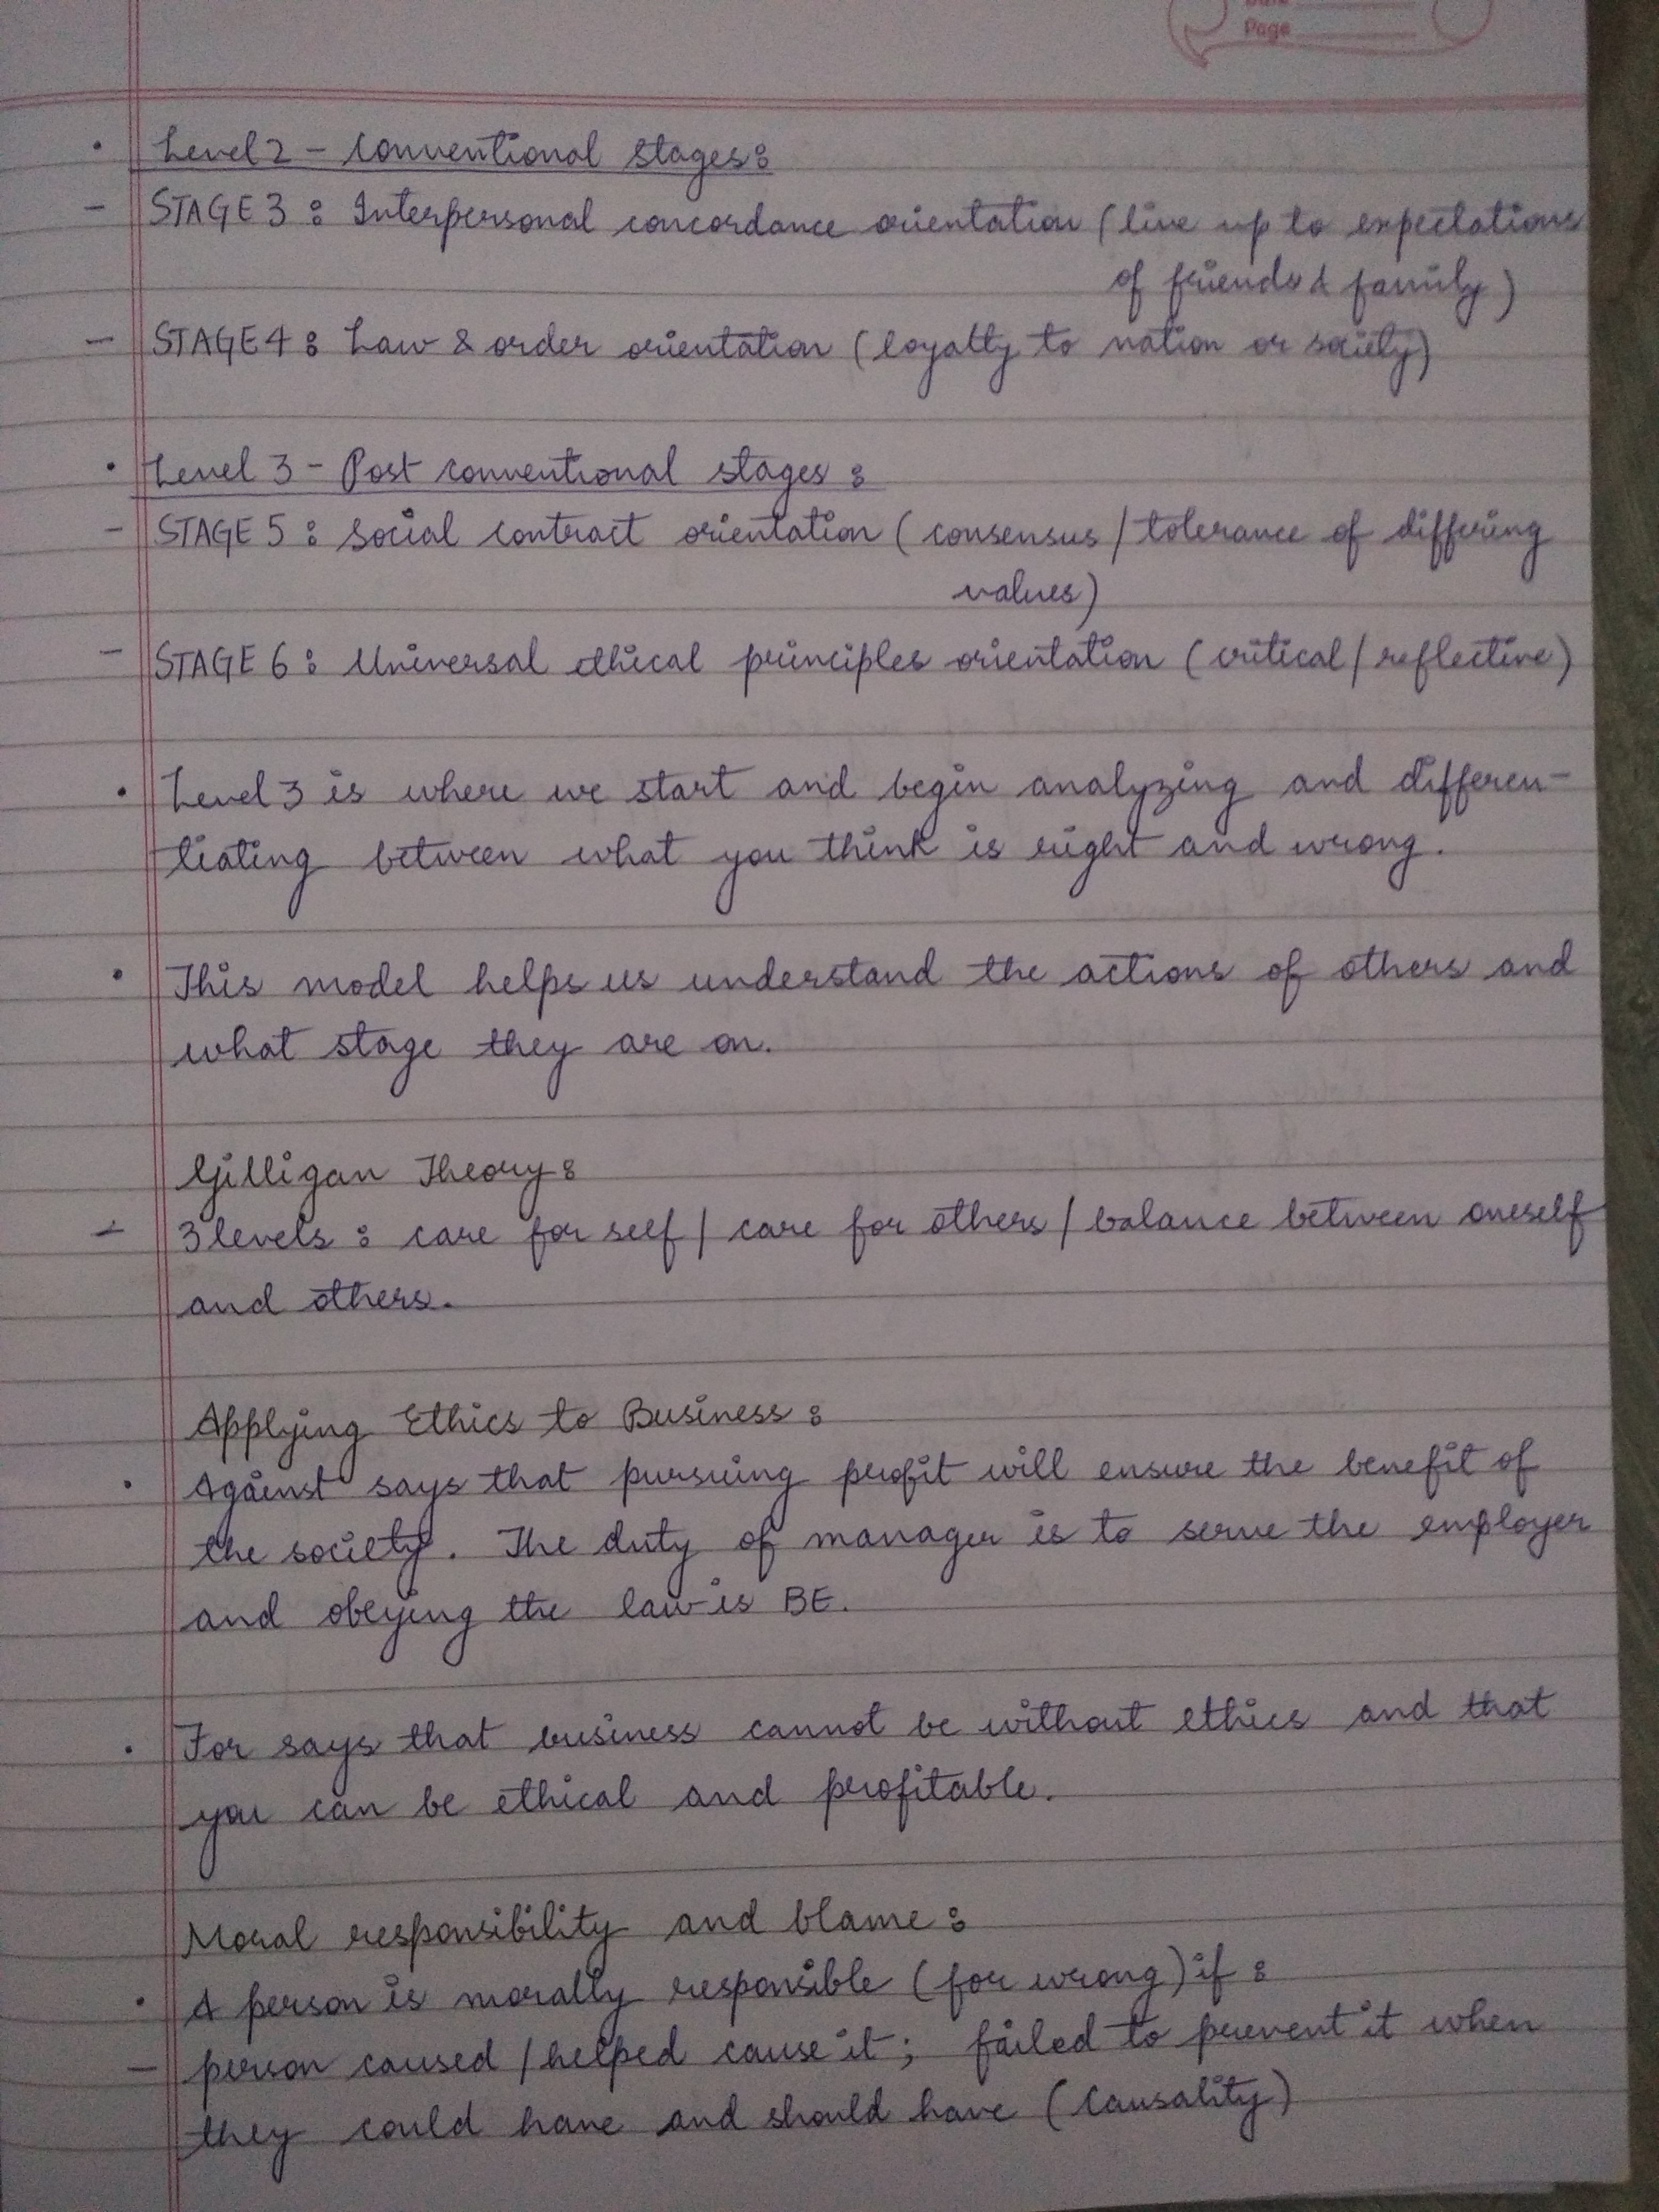 Page
• Level 2 - Conventional stages:
- STAGE 3: Interpersonal concordance orientation (live up to expectations
of friends & family)
- STAGE 4: Law & order orientation (loyalty to nation or society)
• Level 3 - Post conventional stages:
- STAGE 5: Social contract orientation (consensus/tolerance of differing
values)
- STAGE 6: Universal ethical principles orientation (critical/reflective)
• Level 3 is where we start and begin analyzing and differen-
tiating between what you think is right and wrong.
• This model helps us understand the actions of others and
what stage they are on.
Gilligan Theory:
- 3 levels: care for self / care for others / balance between oneself
and others.
Applying Ethics to Business:
• Against says that pursuing profit will ensure the benefit of
the society. The duty of manager is to serve the employer
and obeying the law is BE.
• For says that business cannot be without ethics and that
you can be ethical and profitable.
Moral responsibility and blame:
• A person is morally responsible (for wrong) if:
- person caused / helped cause it; failed to prevent it when
they could have and should have (causality)